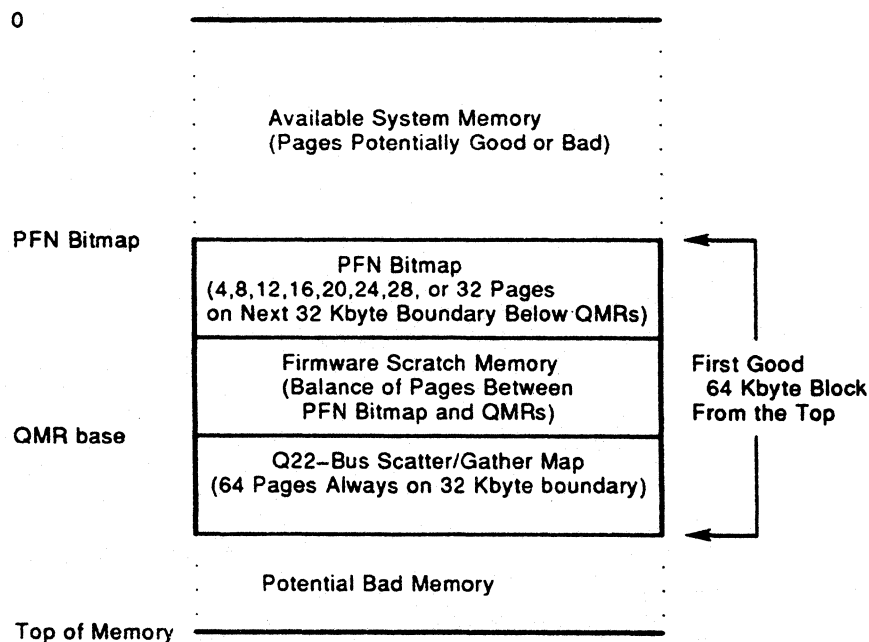 0
Available System Memory
(Pages Potentially Good or Bad)
PFN Bitmap
PFN Bitmap
(4,8,12,16,20,24,28, or 32 Pages
on Next 32 Kbyte Boundary Below QMRs)
Firmware Scratch Memory
(Balance of Pages Between
PFN Bitmap and QMRs)
First Good
64 Kbyte Block
From the Top
QMR base
Q22-Bus Scatter/Gather Map
(64 Pages Always on 32 Kbyte boundary)
Potential Bad Memory
Top of Memory